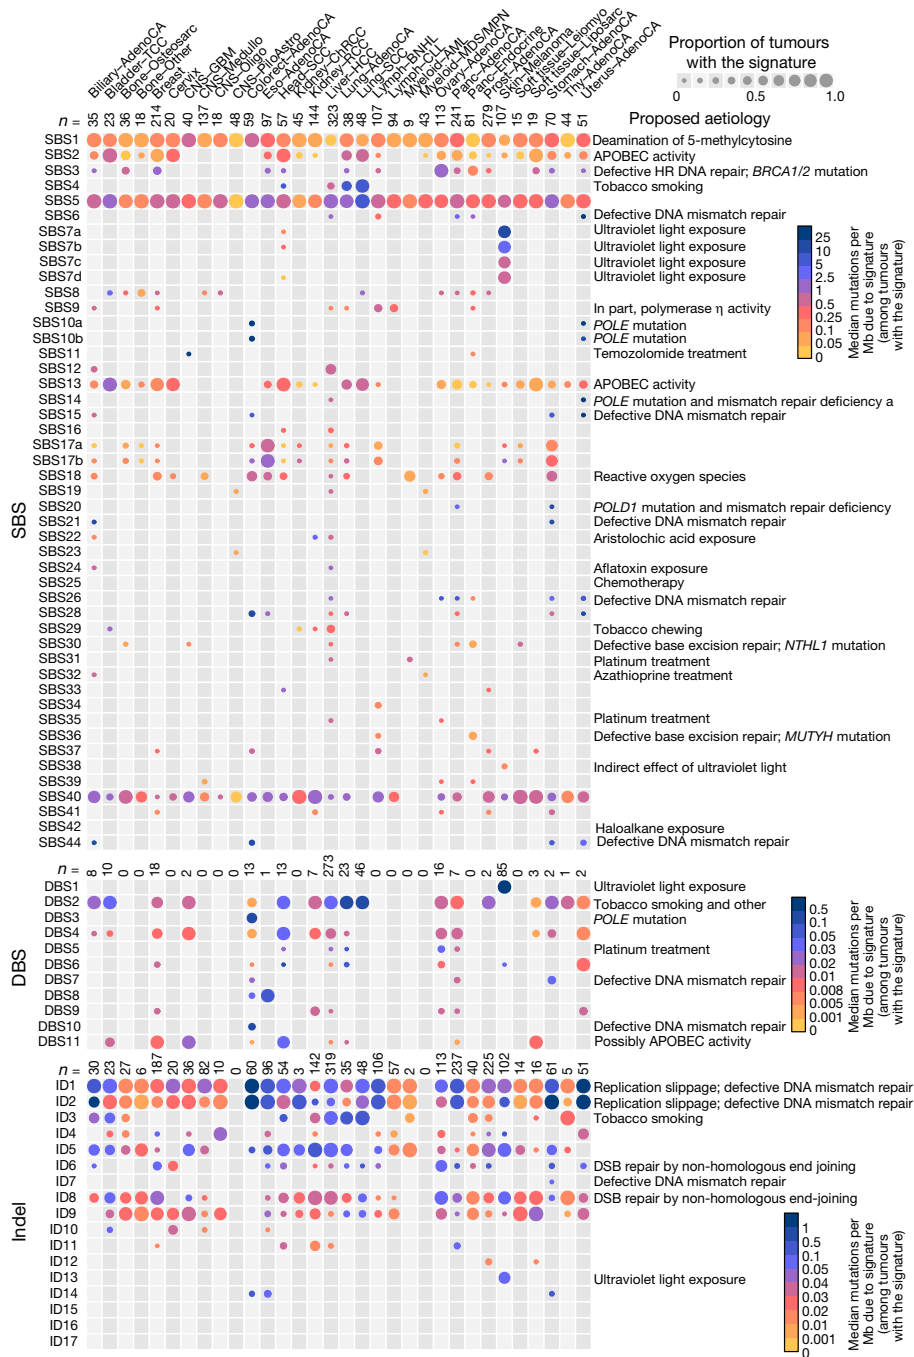 Billiary–AdenoCA
Bladder–TCC
Bone–Osteosarc
Bone–Other
Breast
Cervix
CNS–GBM
CNS–Medullo
CNS–Oligo
CNS–PiloAstro
Colorect–AdenoCA
Eso–AdenoCA
Head–SCC
Kidney–ChRCC
Kidney–RCC
Liver–HCC
Lung–AdenoCA
Lung–SCC
Lymph–BNHL
Lymph–CLL
Myeloid–AML
Myeloid–MDS/MPN
Ovary–AdenoCA
Panc–AdenoCA
Panc–Endocrine
Prost–AdenoCA
Skin–Melanoma
Soft tissue–Leiomyo
Soft tissue–Liposarc
Stomach–AdenoCA
Thy–AdenoCA
Uterus–AdenoCA
Proportion of tumours
with the signature
0 0.5 1.0
Proposed aetiology
n = 35 23 36 18 214 20 40 137 18 48 59 97 57 45 144 323 38 48 107 94 9 43 113 241 81 279 107 15 19 70 44 51
SBS
SBS1 Deamination of 5-methylcytosine
SBS2 APOBEC activity
SBS3 Defective HR DNA repair; BRCA1/2 mutation
SBS4 Tobacco smoking
SBS5
SBS6 Defective DNA mismatch repair
SBS7a Ultraviolet light exposure
SBS7b Ultraviolet light exposure
SBS7c Ultraviolet light exposure
SBS7d Ultraviolet light exposure
SBS8
SBS9 In part, polymerase η activity
SBS10a POLE mutation
SBS10b POLE mutation
SBS11 Temozolomide treatment
SBS12
SBS13 APOBEC activity
SBS14 POLE mutation and mismatch repair deficiency a
SBS15 Defective DNA mismatch repair
SBS16
SBS17a
SBS17b
SBS18 Reactive oxygen species
SBS19
SBS20 POLD1 mutation and mismatch repair deficiency
SBS21 Defective DNA mismatch repair
SBS22 Aristolochic acid exposure
SBS23
SBS24 Aflatoxin exposure
SBS25 Chemotherapy
SBS26 Defective DNA mismatch repair
SBS28
SBS29 Tobacco chewing
SBS30 Defective base excision repair; NTHL1 mutation
SBS31 Platinum treatment
SBS32 Azathioprine treatment
SBS33
SBS34
SBS35 Platinum treatment
SBS36 Defective base excision repair; MUTYH mutation
SBS37
SBS38 Indirect effect of ultraviolet light
SBS39
SBS40
SBS41
SBS42 Haloalkane exposure
SBS44 Defective DNA mismatch repair
25
10
5
2.5
1
0.5
0.25
0.1
0.05
0
Median mutations per
Mb due to signature
(among tumours
with the signature)
n = 8 10 0 0 18 0 2 0 0 0 13 1 13 0 7 273 23 46 0 0 0 0 16 7 0 2 85 0 3 2 1 2
DBS
DBS1 Ultraviolet light exposure
DBS2 Tobacco smoking and other
DBS3 POLE mutation
DBS4
DBS5 Platinum treatment
DBS6
DBS7 Defective DNA mismatch repair
DBS8
DBS9
DBS10 Defective DNA mismatch repair
DBS11 Possibly APOBEC activity
0.5
0.1
0.05
0.03
0.02
0.01
0.008
0.005
0.001
0
Median mutations per
Mb due to signature
(among tumours
with the signature)
n = 30 23 27 6 187 20 36 82 10 0 60 96 54 3 142 319 35 48 106 57 2 0 113 237 40 225 102 14 16 61 5 51
Indel
ID1 Replication slippage; defective DNA mismatch repair
ID2 Replication slippage; defective DNA mismatch repair
ID3 Tobacco smoking
ID4
ID5
ID6 DSB repair by non-homologous end joining
ID7 Defective DNA mismatch repair
ID8 DSB repair by non-homologous end-joining
ID9
ID10
ID11
ID12
ID13 Ultraviolet light exposure
ID14
ID15
ID16
ID17
1
0.5
0.1
0.05
0.04
0.03
0.02
0.01
0.001
0
Median mutations per
Mb due to signature
(among tumours
with the signature)